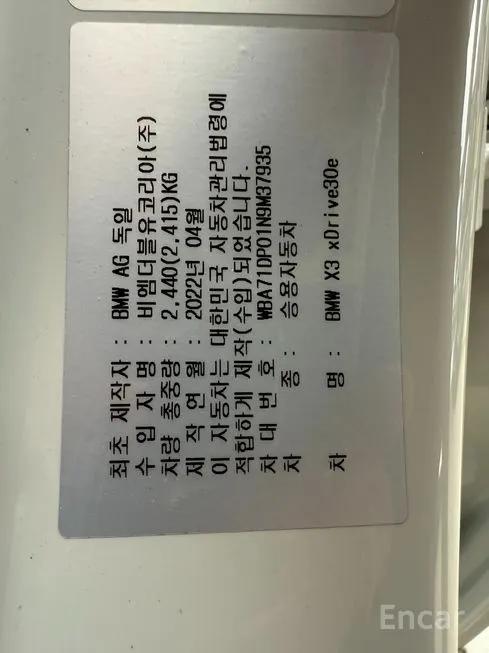 최초 제작자 : BMW AG 독일
수 입 자 명 : 비엠더블유코리아(주)
차량 총중량 : 2,440(2,415)KG
제 작 연 월 : 2022년 04월
이 자동차는 대한민국 자동차관리법령에
적합하게 제작(수입)되었습니다.
차 대 번 호 : WBA71DP01N9M37935
차 종 : 승용자동차
차 명 : BMW X3 xDrive30e
Encar